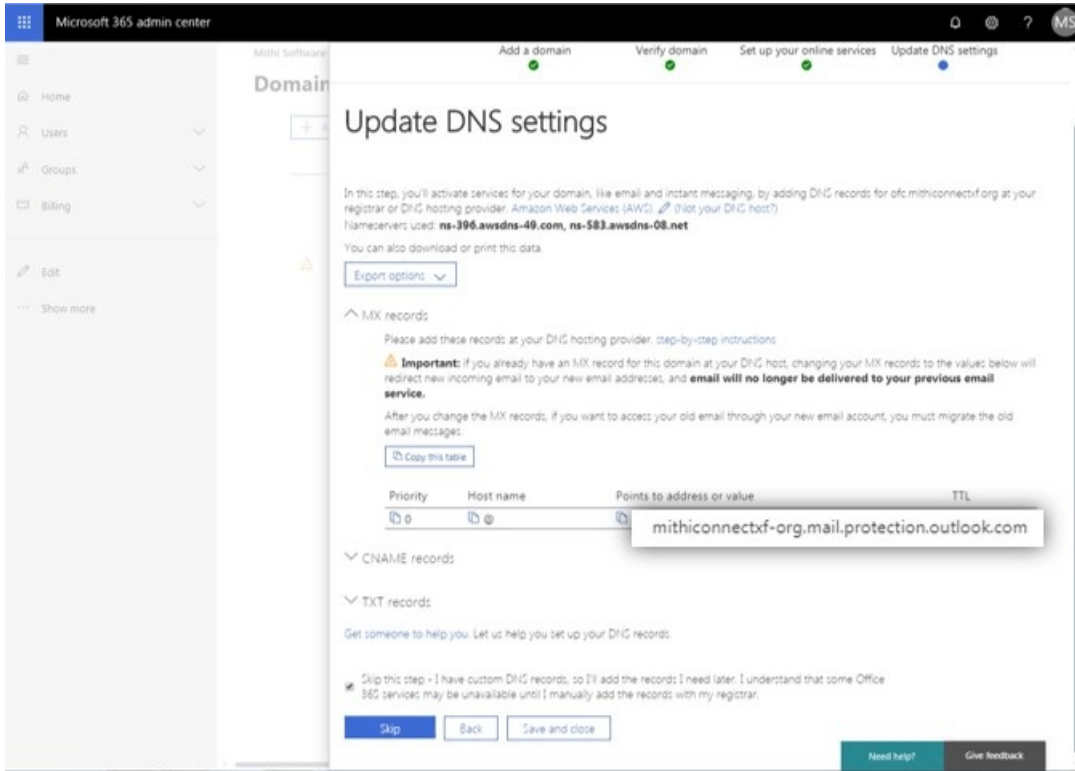 Microsoft 365 admin center
?
MS
Home
Users
Groups
Billing
Edit
Show more
Mithi Software
Domain
+ A
Add a domain
Verify domain
Set up your online services
Update DNS settings
Update DNS settings
In this step, you'll activate services for your domain, like email and instant messaging, by adding DNS records for ofc.mithiconnectxf.org at your
registrar or DNS hosting provider. Amazon Web Services (AWS). (Not your DNS host?)
Nameservers used: ns-396.awsdns-49.com, ns-583.awsdns-08.net
You can also download or print this data.
Export options
MX records
Please add these records at your DNS hosting provider. step-by-step instructions
Important: if you already have an MX record for this domain at your DNS host, changing your MX records to the values below will
redirect new incoming email to your new email addresses, and email will no longer be delivered to your previous email
service.
After you change the MX records, if you want to access your old email through your new email account, you must migrate the old
email messages.
Copy this table
Priority Host name Points to address or value TTL
0 @
mithiconnectxf-org.mail.protection.outlook.com
CNAME records
TXT records
Get someone to help you. Let us help you set up your DNS records.
Skip this step - I have custom DNS records, so I'll add the records I need later. I understand that some Office
365 services may be unavailable until I manually add the records with my registrar.
Skip
Back
Save and close
Need help?
Give feedback